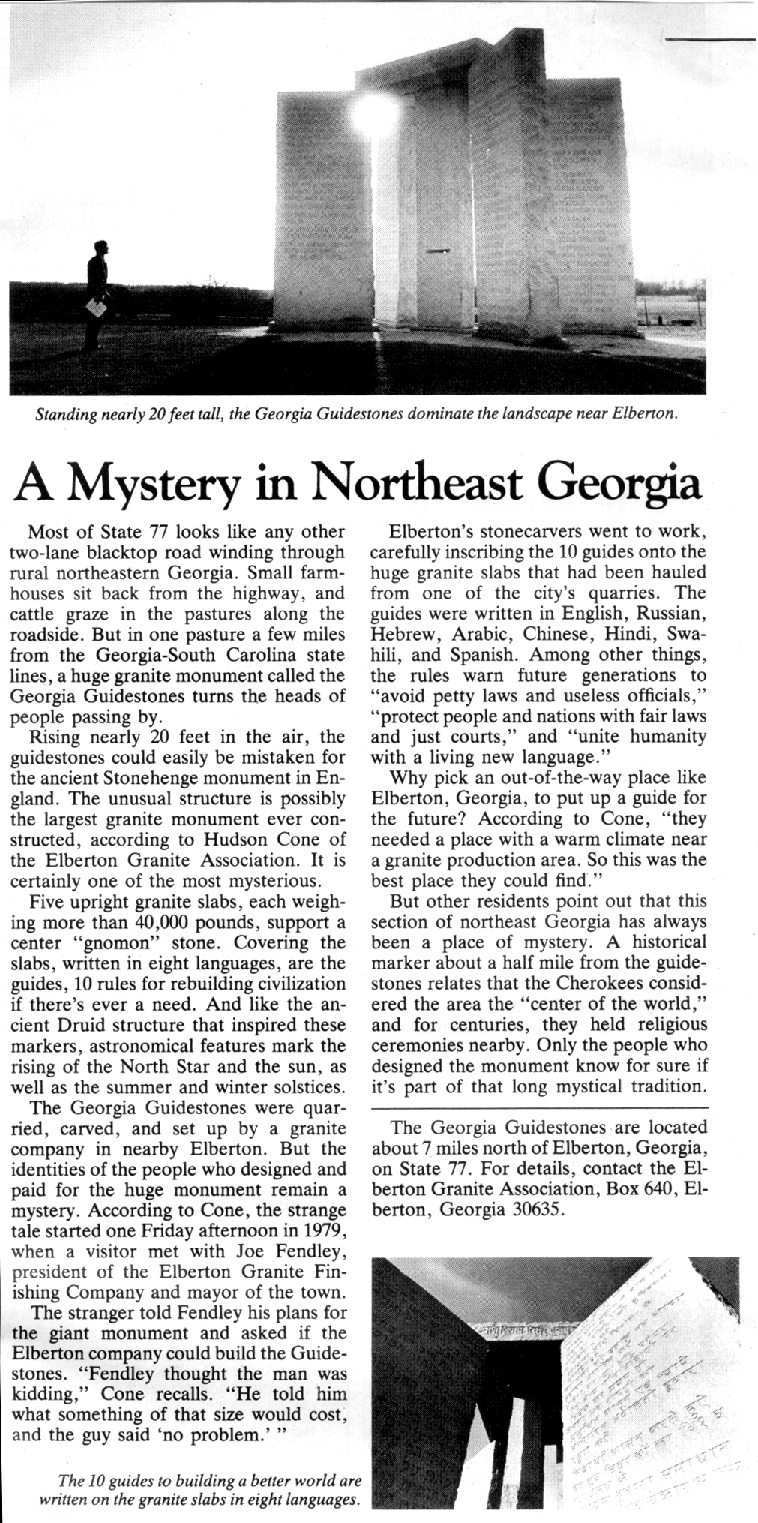 Standing nearly 20 feet tall, the Georgia Guidestones dominate the landscape near Elberton.
A Mystery in Northeast Georgia
Most of State 77 looks like any other
two-lane blacktop road winding through
rural northeastern Georgia. Small farm-
houses sit back from the highway, and
cattle graze in the pastures along the
roadside. But in one pasture a few miles
from the Georgia-South Carolina state
lines, a huge granite monument called the
Georgia Guidestones turns the heads of
people passing by.
Rising nearly 20 feet in the air, the
guidestones could easily be mistaken for
the ancient Stonehenge monument in En-
gland. The unusual structure is possibly
the largest granite monument ever con-
structed, according to Hudson Cone of
the Elberton Granite Association. It is
certainly one of the most mysterious.
Five upright granite slabs, each weigh-
ing more than 40,000 pounds, support a
center “gnomon” stone. Covering the
slabs, written in eight languages, are the
guides, 10 rules for rebuilding civilization
if there's ever a need. And like the an-
cient Druid structure that inspired these
markers, astronomical features mark the
rising of the North Star and the sun, as
well as the summer and winter solstices.
The Georgia Guidestones were quar-
ried, carved, and set up by a granite
company in nearby Elberton. But the
identities of the people who designed and
paid for the huge monument remain a
mystery. According to Cone, the strange
tale started one Friday afternoon in 1979,
when a visitor met with Joe Fendley,
president of the Elberton Granite Fin-
ishing Company and mayor of the town.
The stranger told Fendley his plans for
the giant monument and asked if the
Elberton company could build the Guide-
stones. “Fendley thought the man was
kidding,” Cone recalls. “He told him
what something of that size would cost,
and the guy said ‘no problem.’ ”
Elberton's stonecarvers went to work,
carefully inscribing the 10 guides onto the
huge granite slabs that had been hauled
from one of the city's quarries. The
guides were written in English, Russian,
Hebrew, Arabic, Chinese, Hindi, Swa-
hili, and Spanish. Among other things,
the rules warn future generations to
“avoid petty laws and useless officials,”
“protect people and nations with fair laws
and just courts,” and “unite humanity
with a living new language.”
Why pick an out-of-the-way place like
Elberton, Georgia, to put up a guide for
the future? According to Cone, “they
needed a place with a warm climate near
a granite production area. So this was the
best place they could find.”
But other residents point out that this
section of northeast Georgia has always
been a place of mystery. A historical
marker about a half mile from the guide-
stones relates that the Cherokees consid-
ered the area the “center of the world,”
and for centuries, they held religious
ceremonies nearby. Only the people who
designed the monument know for sure if
it's part of that long mystical tradition.
The Georgia Guidestones are located
about 7 miles north of Elberton, Georgia,
on State 77. For details, contact the El-
berton Granite Association, Box 640, El-
berton, Georgia 30635.
The 10 guides to building a better world are
written on the granite slabs in eight languages.